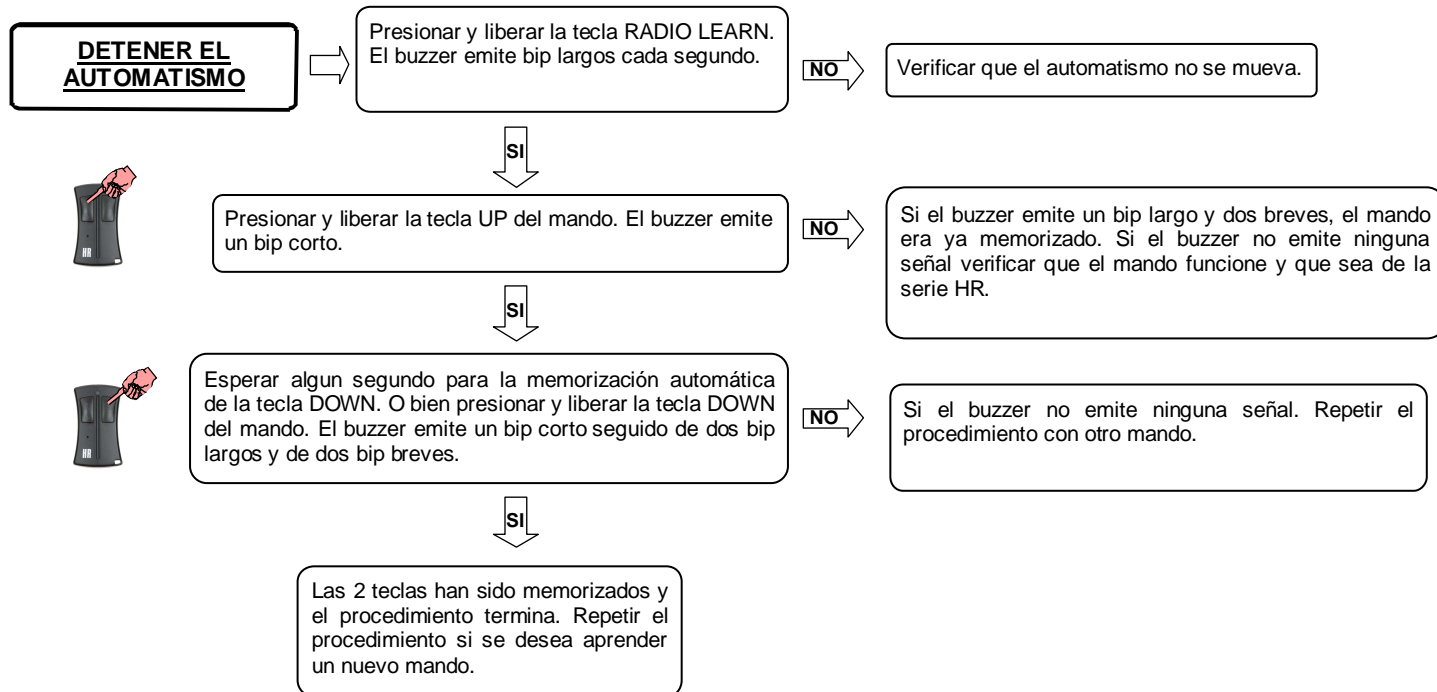 DETENER EL
AUTOMATISMO
Presionar y liberar la tecla RADIO LEARN.
El buzzer emite bip largos cada segundo.
NO
Verificar que el automatismo no se mueva.
SI
HR
Presionar y liberar la tecla UP del mando. El buzzer emite
un bip corto.
NO
Si el buzzer emite un bip largo y dos breves, el mando
era ya memorizado. Si el buzzer no emite ninguna
señal verificar que el mando funcione y que sea de la
serie HR.
SI
HR
Esperar algun segundo para la memorización automática
de la tecla DOWN. O bien presionar y liberar la tecla DOWN
del mando. El buzzer emite un bip corto seguido de dos bip
largos y de dos bip breves.
NO
Si el buzzer no emite ninguna señal. Repetir el
procedimiento con otro mando.
SI
Las 2 teclas han sido memorizados y
el procedimiento termina. Repetir el
procedimiento si se desea aprender
un nuevo mando.